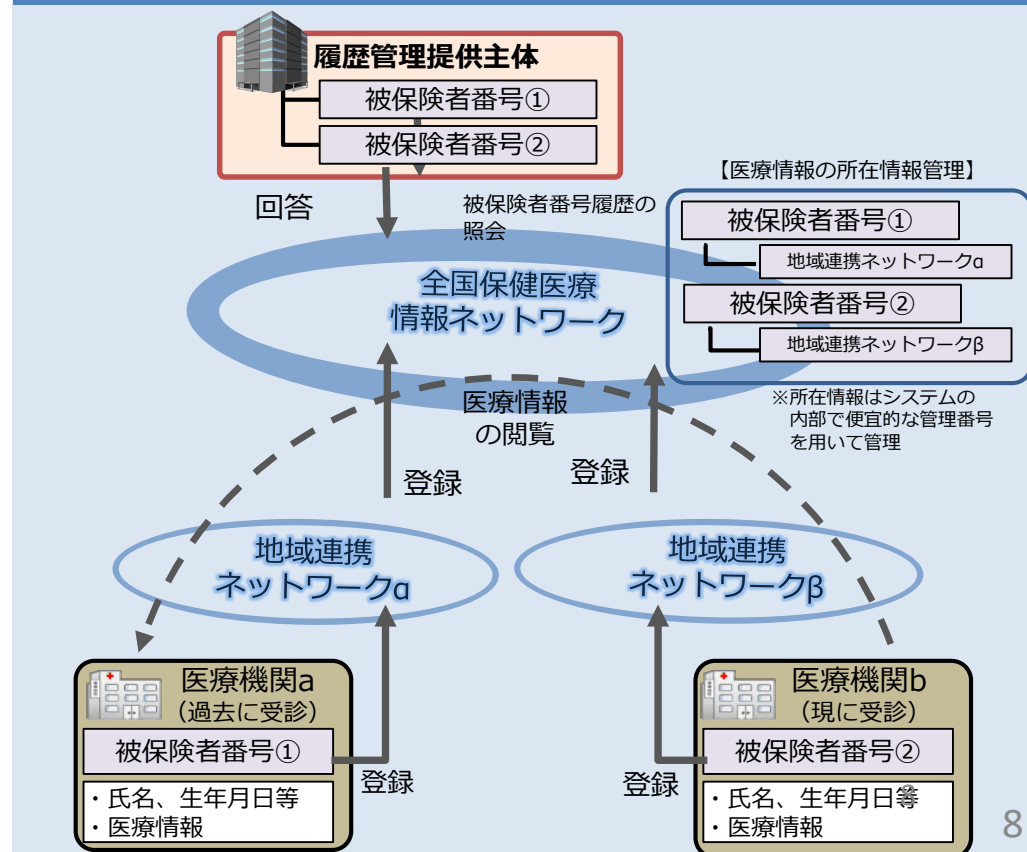 履歴管理提供主体
被保険者番号①
被保険者番号②
回答
被保険者番号履歴の
照会
【医療情報の所在情報管理】
被保険者番号①
地域連携ネットワークα
被保険者番号②
地域連携ネットワークβ
※所在情報はシステムの
内部で便宜的な管理番号
を用いて管理
全国保健医療
情報ネットワーク
医療情報
の閲覧
登録
登録
地域連携
ネットワークα
地域連携
ネットワークβ
医療機関a
（過去に受診）
被保険者番号①
・氏名、生年月日等
・医療情報
登録
医療機関b
（現に受診）
被保険者番号②
・氏名、生年月日等
・医療情報
登録
8
8